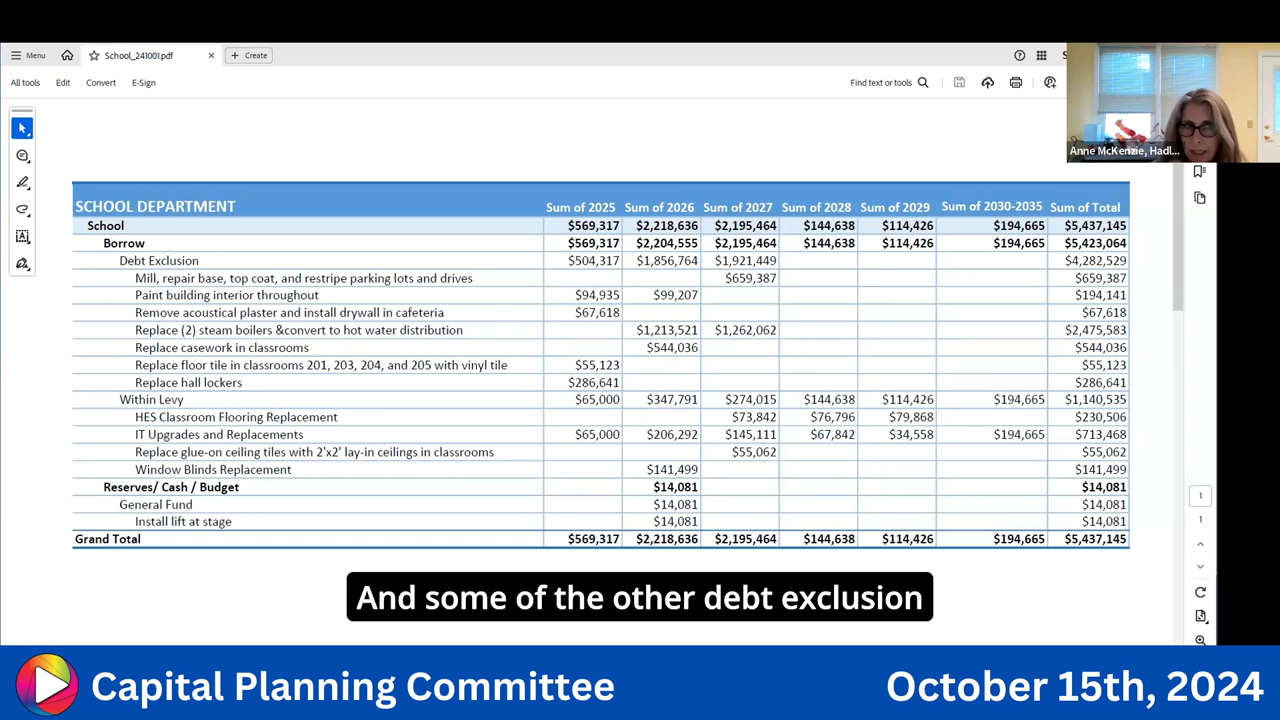 Menu School_241001.pdf × + Create
All tools Edit Convert E-Sign Find text or tools
Anne McKenzie, Hadl...
SCHOOL DEPARTMENT Sum of 2025 Sum of 2026 Sum of 2027 Sum of 2028 Sum of 2029 Sum of 2030-2035 Sum of Total
School $569,317 $2,218,636 $2,195,464 $144,638 $114,426 $194,665 $5,437,145
Borrow $569,317 $2,204,555 $2,195,464 $144,638 $114,426 $194,665 $5,423,064
Debt Exclusion $504,317 $1,856,764 $1,921,449 $4,282,529
Mill, repair base, top coat, and restripe parking lots and drives $659,387 $659,387
Paint building interior throughout $94,935 $99,207 $194,141
Remove acoustical plaster and install drywall in cafeteria $67,618 $67,618
Replace (2) steam boilers &convert to hot water distribution $1,213,521 $1,262,062 $2,475,583
Replace casework in classrooms $544,036 $544,036
Replace floor tile in classrooms 201, 203, 204, and 205 with vinyl tile $55,123 $55,123
Replace hall lockers $286,641 $286,641
Within Levy $65,000 $347,791 $274,015 $144,638 $114,426 $194,665 $1,140,535
HES Classroom Flooring Replacement $73,842 $76,796 $79,868 $230,506
IT Upgrades and Replacements $65,000 $206,292 $145,111 $67,842 $34,558 $194,665 $713,468
Replace glue-on ceiling tiles with 2'x2' lay-in ceilings in classrooms $55,062 $55,062
Window Blinds Replacement $141,499 $141,499
Reserves/ Cash / Budget $14,081 $14,081
General Fund $14,081 $14,081
Install lift at stage $14,081 $14,081
Grand Total $569,317 $2,218,636 $2,195,464 $144,638 $114,426 $194,665 $5,437,145
1
1
And some of the other debt exclusion
Capital Planning Committee October 15th, 2024